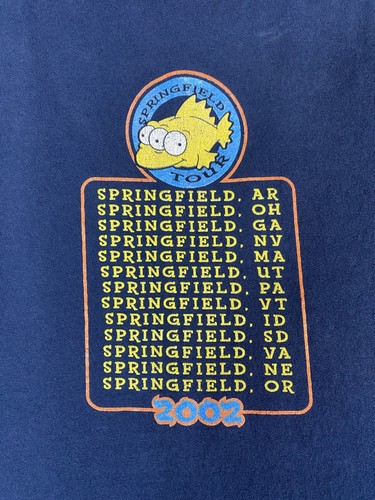 SPRINGFIELD
TOUR
SPRINGFIELD, AR
SPRINGFIELD, OH
SPRINGFIELD, GA
SPRINGFIELD, NV
SPRINGFIELD, MA
SPRINGFIELD, UT
SPRINGFIELD, PA
SPRINGFIELD, VT
SPRINGFIELD, ID
SPRINGFIELD, SD
SPRINGFIELD, VA
SPRINGFIELD, NE
SPRINGFIELD, OR
2002